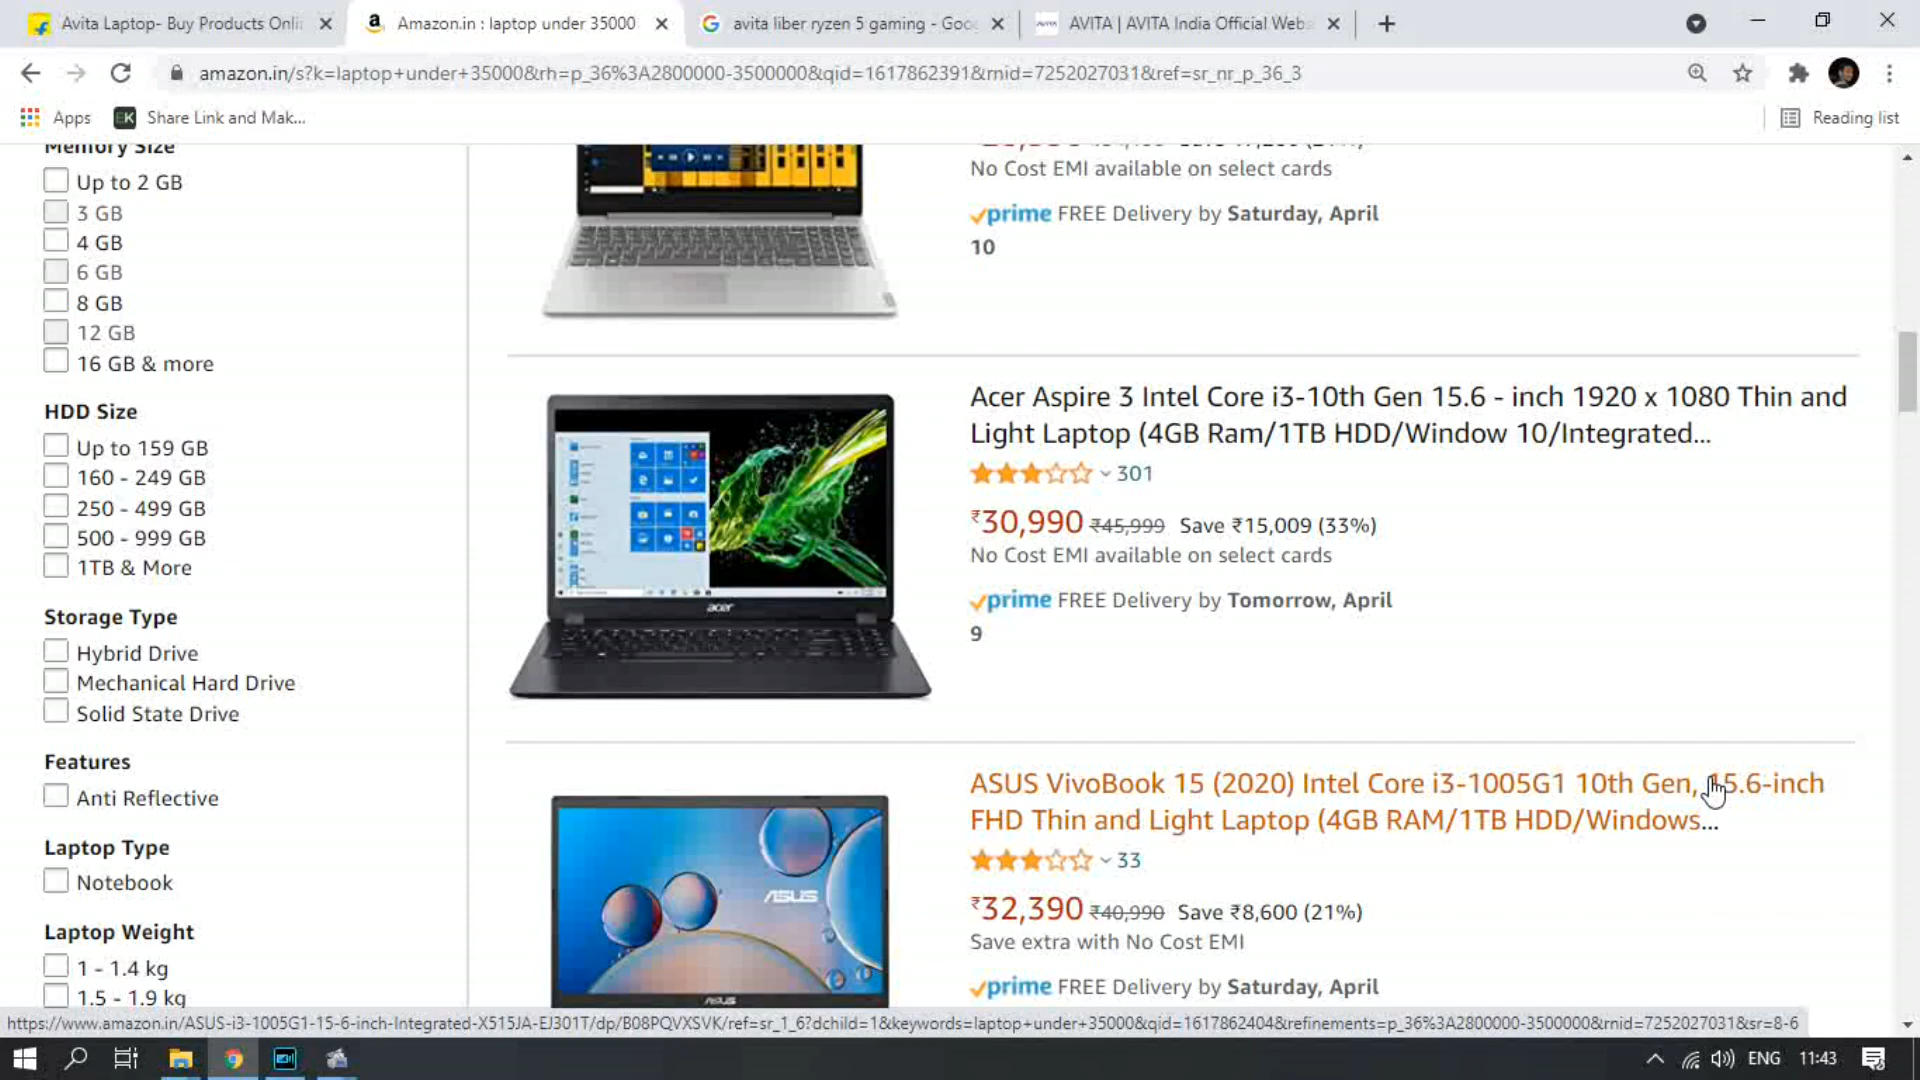 Avita Laptop- Buy Products Onli
Amazon.in : laptop under 35000
avita liber ryzen 5 gaming - Goo
AVITA | AVITA India Official Web
amazon.in/s?k=laptop+under+35000&rh=p_36%3A2800000-3500000&qid=1617862391&rnid=7252027031&ref=sr_nr_p_36_3
Apps
EK Share Link and Mak...
Reading list
Memory Size
Up to 2 GB
3 GB
4 GB
6 GB
8 GB
12 GB
16 GB & more
HDD Size
Up to 159 GB
160 - 249 GB
250 - 499 GB
500 - 999 GB
1TB & More
Storage Type
Hybrid Drive
Mechanical Hard Drive
Solid State Drive
Features
Anti Reflective
Laptop Type
Notebook
Laptop Weight
1 - 1.4 kg
1.5 - 1.9 kg
No Cost EMI available on select cards
prime FREE Delivery by Saturday, April
10
acer
Acer Aspire 3 Intel Core i3-10th Gen 15.6 - inch 1920 x 1080 Thin and
Light Laptop (4GB Ram/1TB HDD/Window 10/Integrated...
301
₹30,990 ₹45,999 Save ₹15,009 (33%)
No Cost EMI available on select cards
prime FREE Delivery by Tomorrow, April
9
ASUS
ASUS
ASUS VivoBook 15 (2020) Intel Core i3-1005G1 10th Gen, 15.6-inch
FHD Thin and Light Laptop (4GB RAM/1TB HDD/Windows...
33
₹32,390 ₹40,990 Save ₹8,600 (21%)
Save extra with No Cost EMI
prime FREE Delivery by Saturday, April
https://www.amazon.in/ASUS-i3-1005G1-15-6-inch-Integrated-X515JA-EJ301T/dp/B08PQVXSVK/ref=sr_1_6?dchild=1&keywords=laptop+under+35000&qid=1617862404&refinements=p_36%3A2800000-3500000&rnid=7252027031&sr=8-6
ENG 11:43